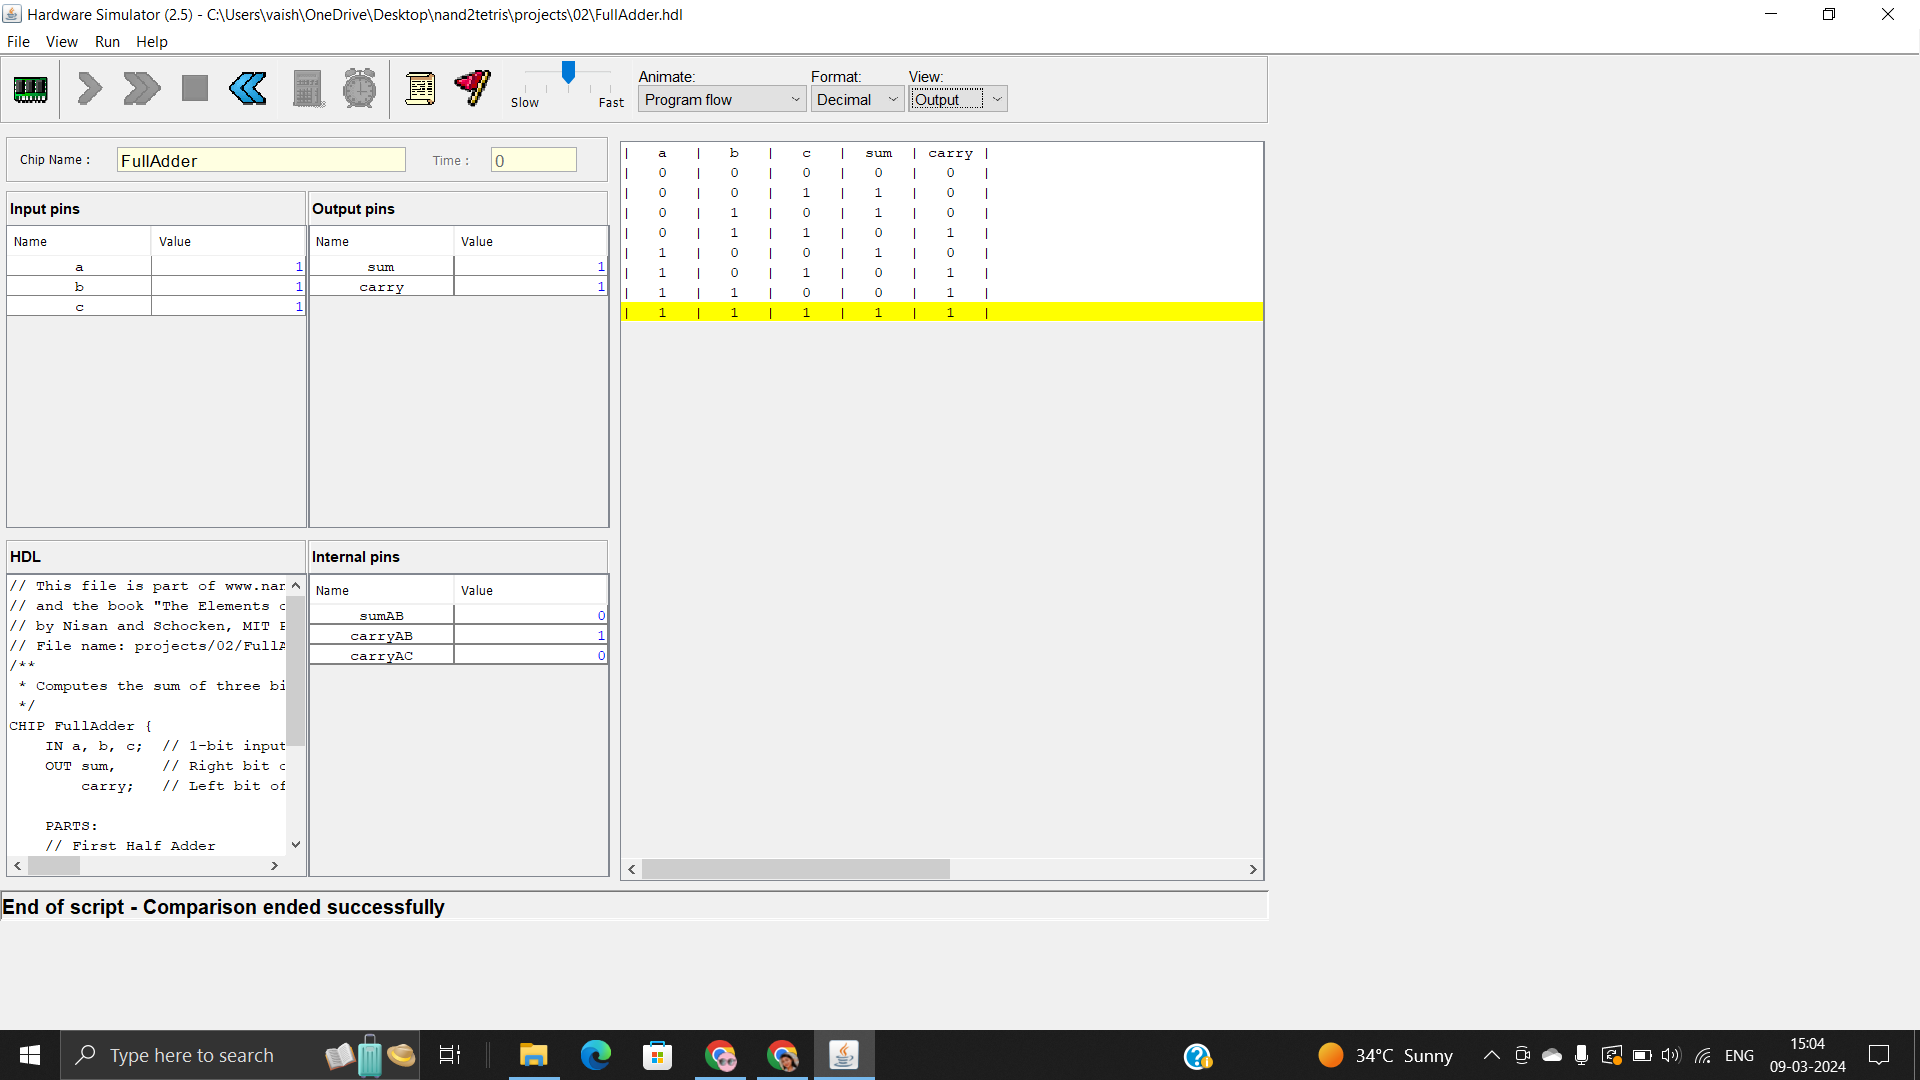 Hardware Simulator (2.5) - C:\Users\vaish\OneDrive\Desktop\nand2tetris\projects\02\FullAdder.hdl
File View Run Help
Slow Fast
Animate: Format: View:
Program flow Decimal Output
Chip Name : FullAdder Time : 0
Input pins
Name Value
a 1
b 1
c 1
Output pins
Name Value
sum 1
carry 1
| a | b | c | sum | carry |
| 0 | 0 | 0 | 0 | 0 |
| 0 | 0 | 1 | 1 | 0 |
| 0 | 1 | 0 | 1 | 0 |
| 0 | 1 | 1 | 0 | 1 |
| 1 | 0 | 0 | 1 | 0 |
| 1 | 0 | 1 | 0 | 1 |
| 1 | 1 | 0 | 0 | 1 |
| 1 | 1 | 1 | 1 | 1 |
HDL
// This file is part of www.nan
// and the book "The Elements o
// by Nisan and Schocken, MIT P
// File name: projects/02/FullA
/**
* Computes the sum of three bi
*/
CHIP FullAdder {
IN a, b, c; // 1-bit input
OUT sum, // Right bit o
carry; // Left bit of
PARTS:
// First Half Adder
Internal pins
Name Value
sumAB 0
carryAB 1
carryAC 0
End of script - Comparison ended successfully
Type here to search
34°C Sunny
ENG
15:04
09-03-2024